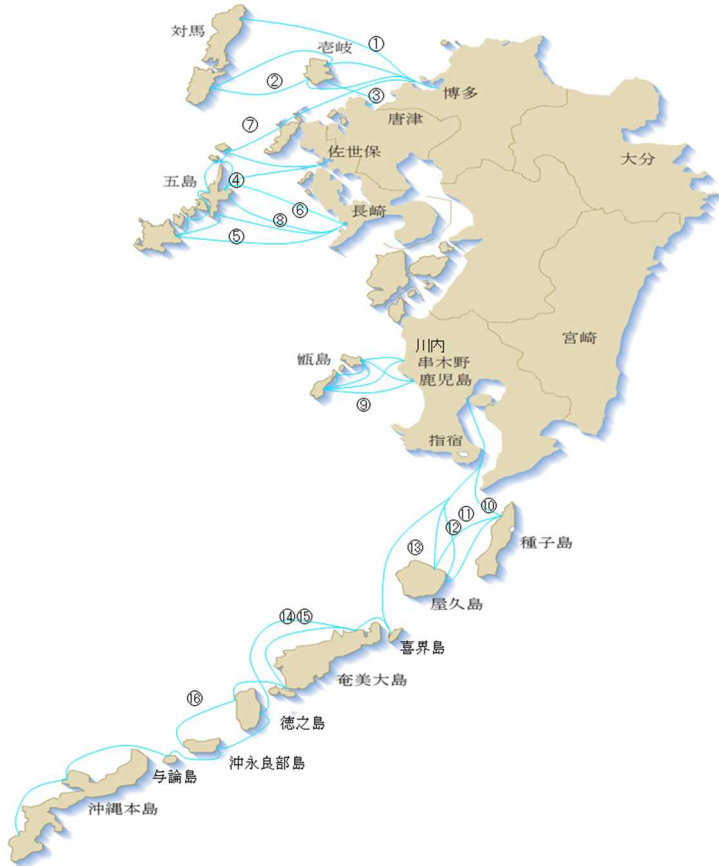 対馬
①
壱岐
②
③
博多
唐津
⑦
佐世保
大分
五島
④
⑥
長崎
⑧
⑤
宮崎
川内
甑島
串木野
鹿児島
⑨
指宿
⑩
⑪
⑫
種子島
⑬
屋久島
⑭⑮
喜界島
奄美大島
⑯
徳之島
沖永良部島
与論島
沖縄本島